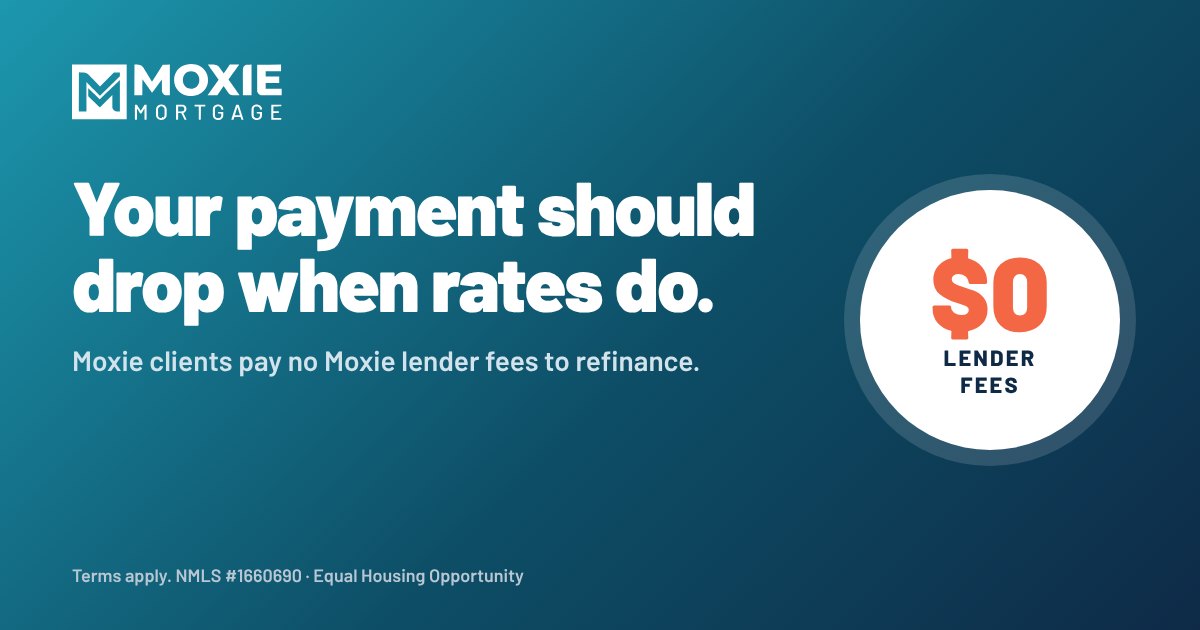 MOXIE
MORTGAGE
Your payment should
drop when rates do.
Moxie clients pay no Moxie lender fees to refinance.
$0
LENDER
FEES
Terms apply. NMLS #1660690 · Equal Housing Opportunity